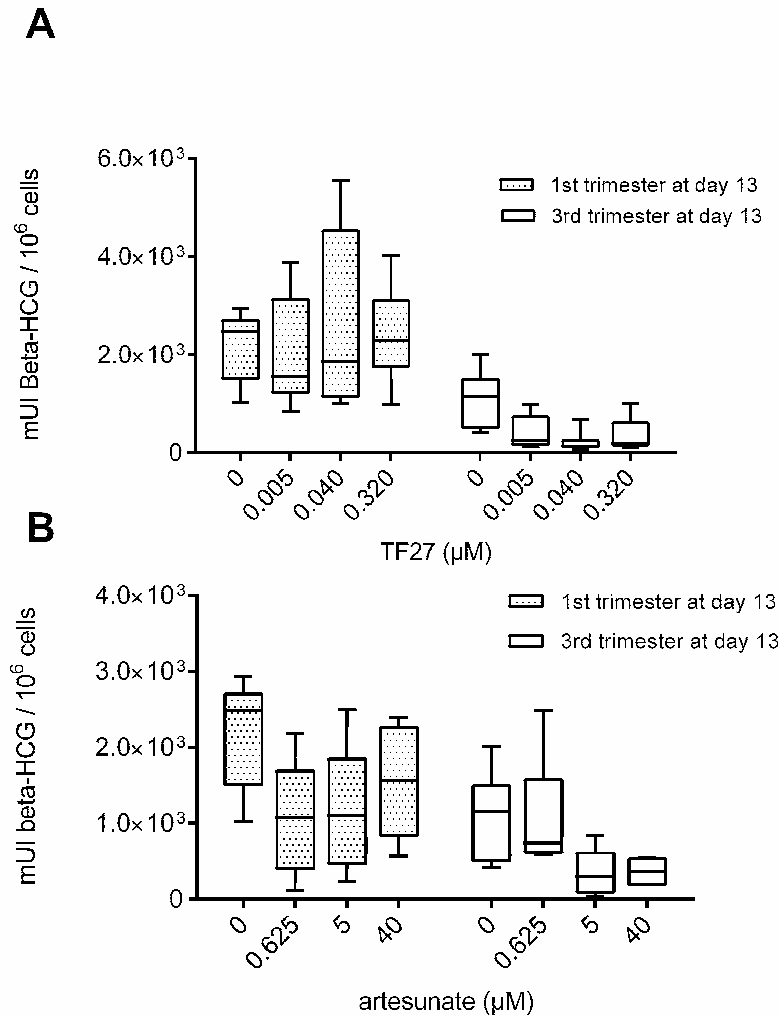 A
mUI Beta-HCG / 10⁶ cells
6.0×10³
4.0×10³
2.0×10³
0
1st trimester at day 13
3rd trimester at day 13
0 0.005 0.040 0.320 0 0.005 0.040 0.320
TF27 (µM)
B
mUI beta-HCG / 10⁶ cells
4.0×10³
3.0×10³
2.0×10³
1.0×10³
0
1st trimester at day 13
3rd trimester at day 13
0 0.625 5 40 0 0.625 5 40
artesunate (µM)